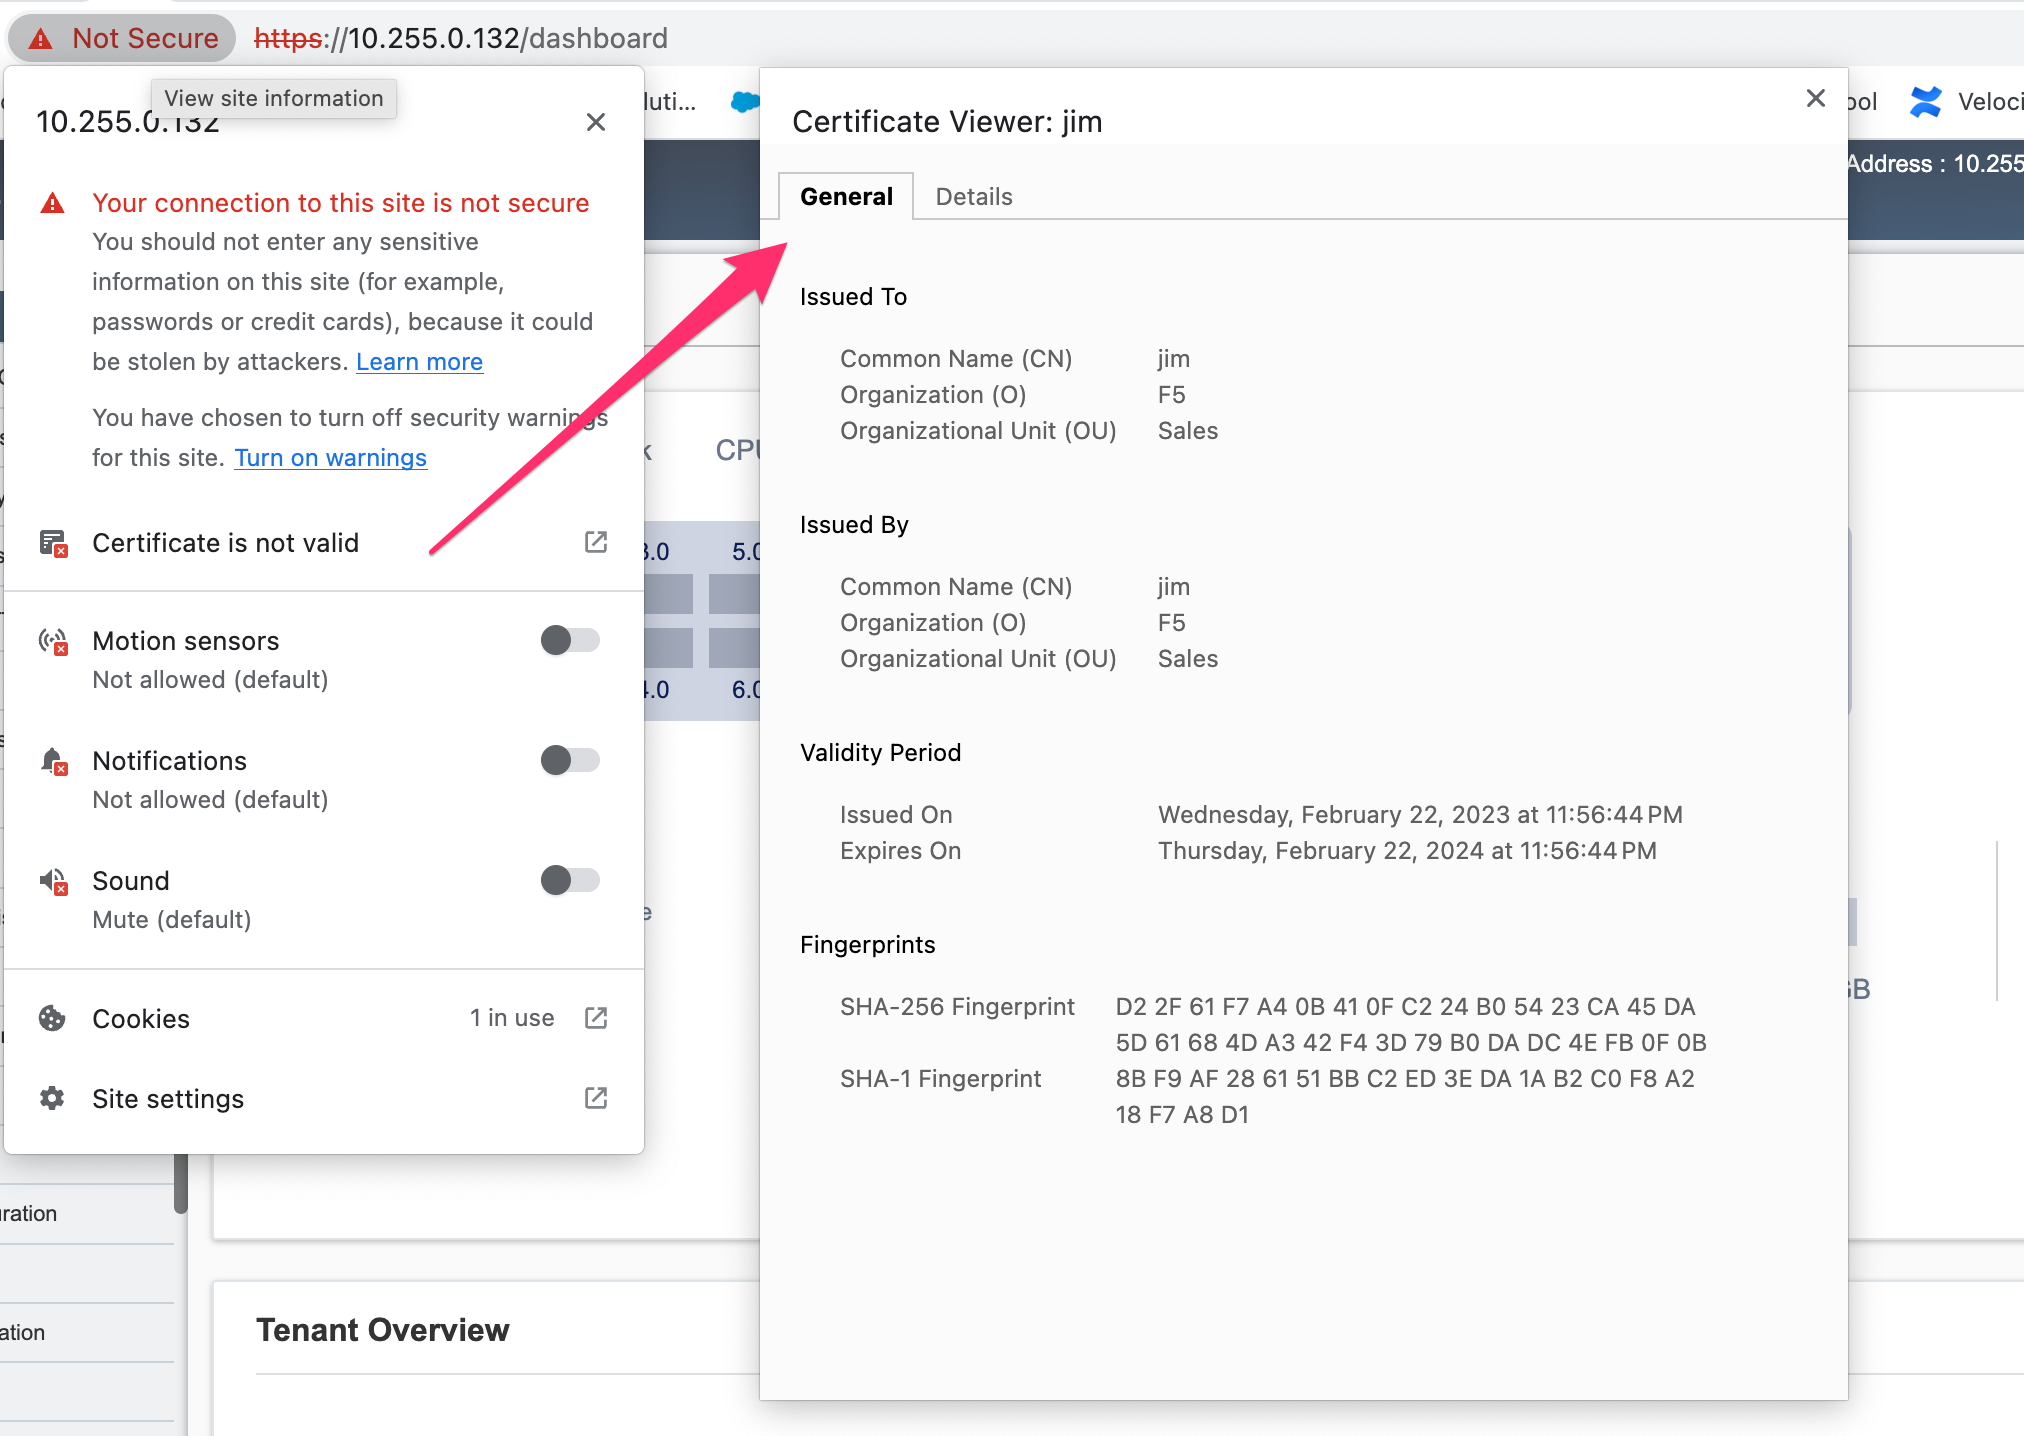 Not Secure https://10.255.0.132/dashboard
View site information
10.255.0.132
Your connection to this site is not secure
You should not enter any sensitive
information on this site (for example,
passwords or credit cards), because it could
be stolen by attackers. Learn more
You have chosen to turn off security warnings
for this site. Turn on warnings
Certificate is not valid
Motion sensors
Not allowed (default)
Notifications
Not allowed (default)
Sound
Mute (default)
Cookies 1 in use
Site settings
luti...
CPU
3.0 5.0
4.0 6.0
Certificate Viewer: jim
General Details
Issued To
Common Name (CN) jim
Organization (O) F5
Organizational Unit (OU) Sales
Issued By
Common Name (CN) jim
Organization (O) F5
Organizational Unit (OU) Sales
Validity Period
Issued On Wednesday, February 22, 2023 at 11:56:44 PM
Expires On Thursday, February 22, 2024 at 11:56:44 PM
Fingerprints
SHA-256 Fingerprint D2 2F 61 F7 A4 0B 41 0F C2 24 B0 54 23 CA 45 DA
5D 61 68 4D A3 42 F4 3D 79 B0 DA DC 4E FB 0F 0B
SHA-1 Fingerprint 8B F9 AF 28 61 51 BB C2 ED 3E DA 1A B2 C0 F8 A2
18 F7 A8 D1
ool Veloci
Address : 10.255
GB
uration
ation
Tenant Overview